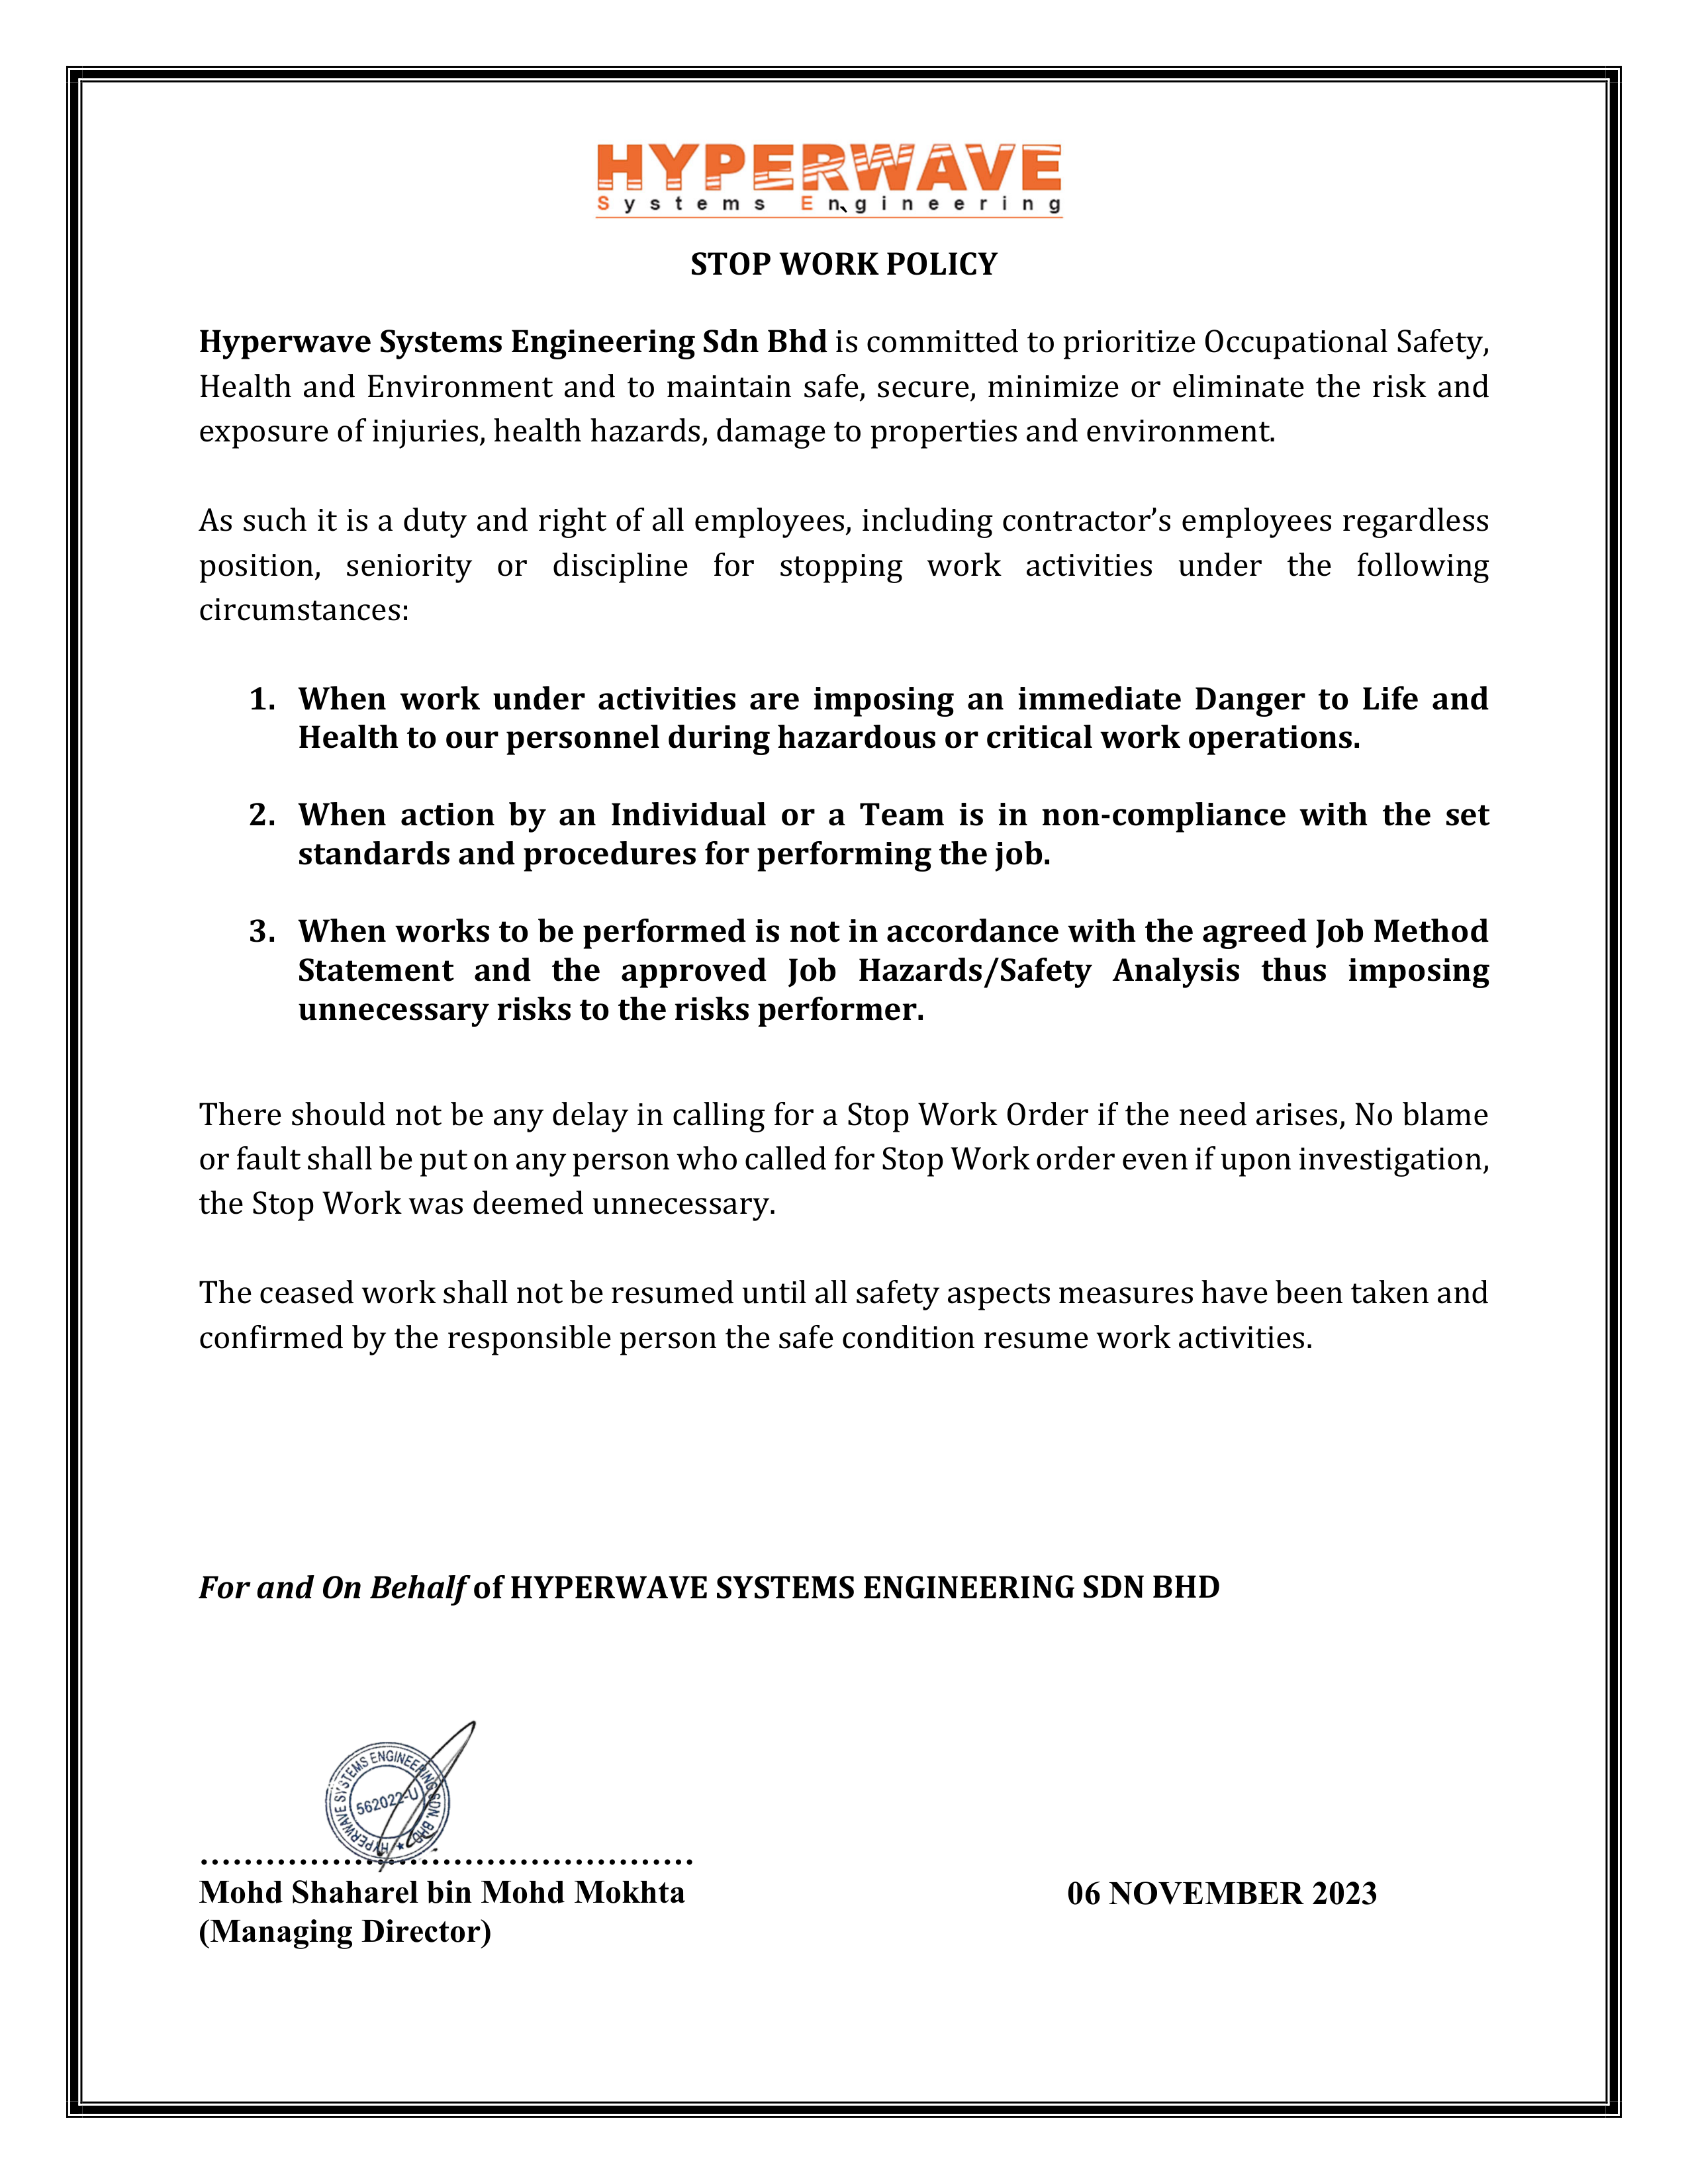 HYPERWAVE
Systems Engineering
STOP WORK POLICY
Hyperwave Systems Engineering Sdn Bhd is committed to prioritize Occupational Safety,
Health and Environment and to maintain safe, secure, minimize or eliminate the risk and
exposure of injuries, health hazards, damage to properties and environment.
As such it is a duty and right of all employees, including contractor’s employees regardless
position, seniority or discipline for stopping work activities under the following
circumstances:
1. When work under activities are imposing an immediate Danger to Life and
Health to our personnel during hazardous or critical work operations.
2. When action by an Individual or a Team is in non-compliance with the set
standards and procedures for performing the job.
3. When works to be performed is not in accordance with the agreed Job Method
Statement and the approved Job Hazards/Safety Analysis thus imposing
unnecessary risks to the risks performer.
There should not be any delay in calling for a Stop Work Order if the need arises, No blame
or fault shall be put on any person who called for Stop Work order even if upon investigation,
the Stop Work was deemed unnecessary.
The ceased work shall not be resumed until all safety aspects measures have been taken and
confirmed by the responsible person the safe condition resume work activities.
For and On Behalf of HYPERWAVE SYSTEMS ENGINEERING SDN BHD
HYPERWAVE SYSTEMS ENGINEERING SDN. BHD ★
562022-U
Mohd Shaharel bin Mohd Mokhta
06 NOVEMBER 2023
(Managing Director)